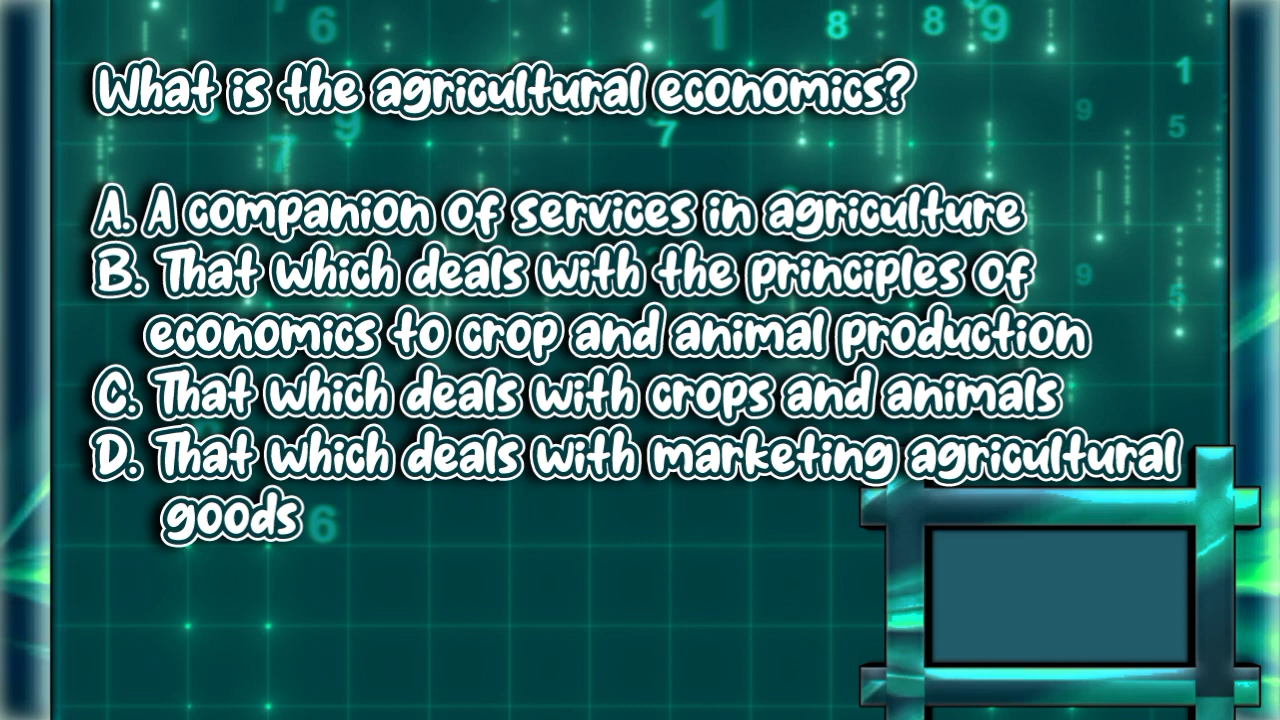 What is the agricultural economics?
A. A companion of services in agriculture
B. That which deals with the principles of
economics to crop and animal production
C. That which deals with crops and animals
D. That which deals with marketing agricultural
goods